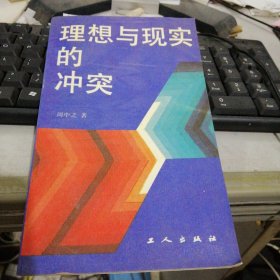 理想与现实
的
冲突
周中之 著
工人出版社